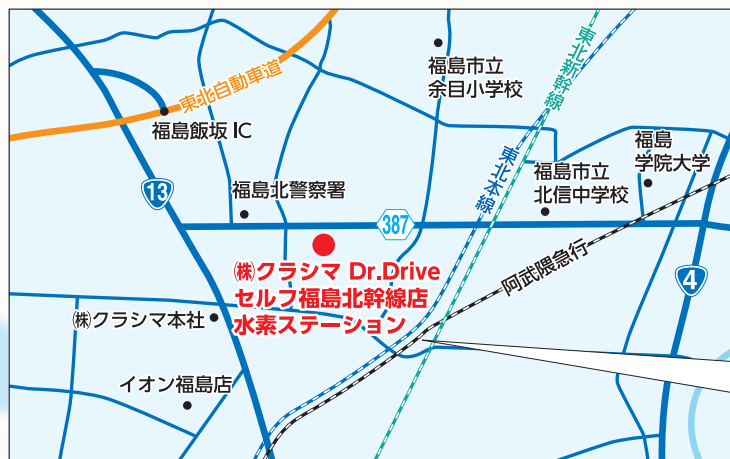 東北自動車道
福島飯坂 IC
福島市立
余目小学校
東北新幹線
東北本線
福島
学院大学
福島市立
北信中学校
13
福島北警察署
387
㈱クラシマ Dr.Drive
セルフ福島北幹線店
水素ステーション
阿武隈急行
4
㈱クラシマ本社
イオン福島店